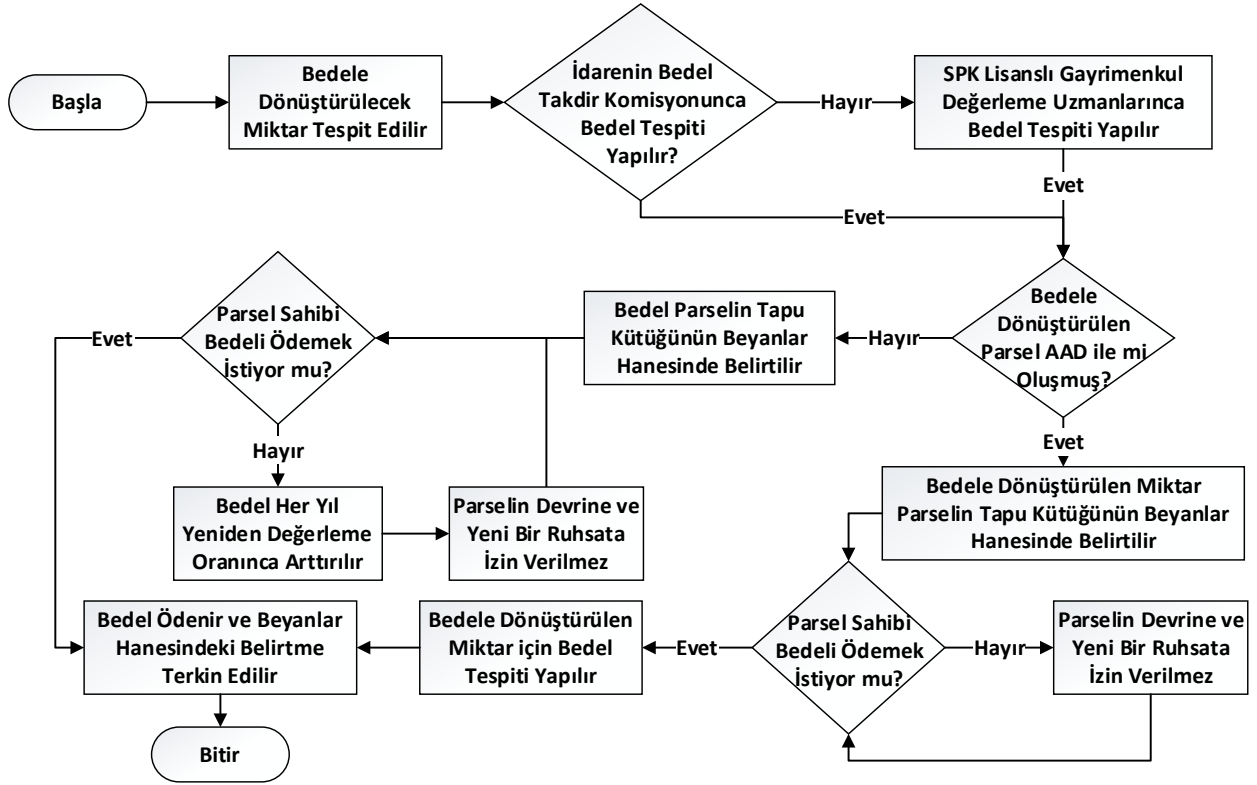 Başla
Bedele
Dönüştürülecek
Miktar Tespit Edilir
İdarenin Bedel
Takdir Komisyonunca
Bedel Tespiti
Yapılır?
Hayır
SPK Lisanslı Gayrimenkul
Değerleme Uzmanlarınca
Bedel Tespiti Yapılır
Evet
Evet
Bedele
Dönüştürülen
Parsel AAD ile mi
Oluşmuş?
Hayır
Bedel Parselin Tapu
Kütüğünün Beyanlar
Hanesinde Belirtilir
Parsel Sahibi
Bedeli Ödemek
İstiyor mu?
Evet
Hayır
Bedel Her Yıl
Yeniden Değerleme
Oranınca Arttırılır
Parselin Devrine ve
Yeni Bir Ruhsata
İzin Verilmez
Evet
Bedele Dönüştürülen Miktar
Parselin Tapu Kütüğünün Beyanlar
Hanesinde Belirtilir
Parsel Sahibi
Bedeli Ödemek
İstiyor mu?
Hayır
Parselin Devrine ve
Yeni Bir Ruhsata
İzin Verilmez
Evet
Bedele Dönüştürülen
Miktar için Bedel
Tespiti Yapılır
Bedel Ödenir ve Beyanlar
Hanesindeki Belirtme
Terkin Edilir
Bitir